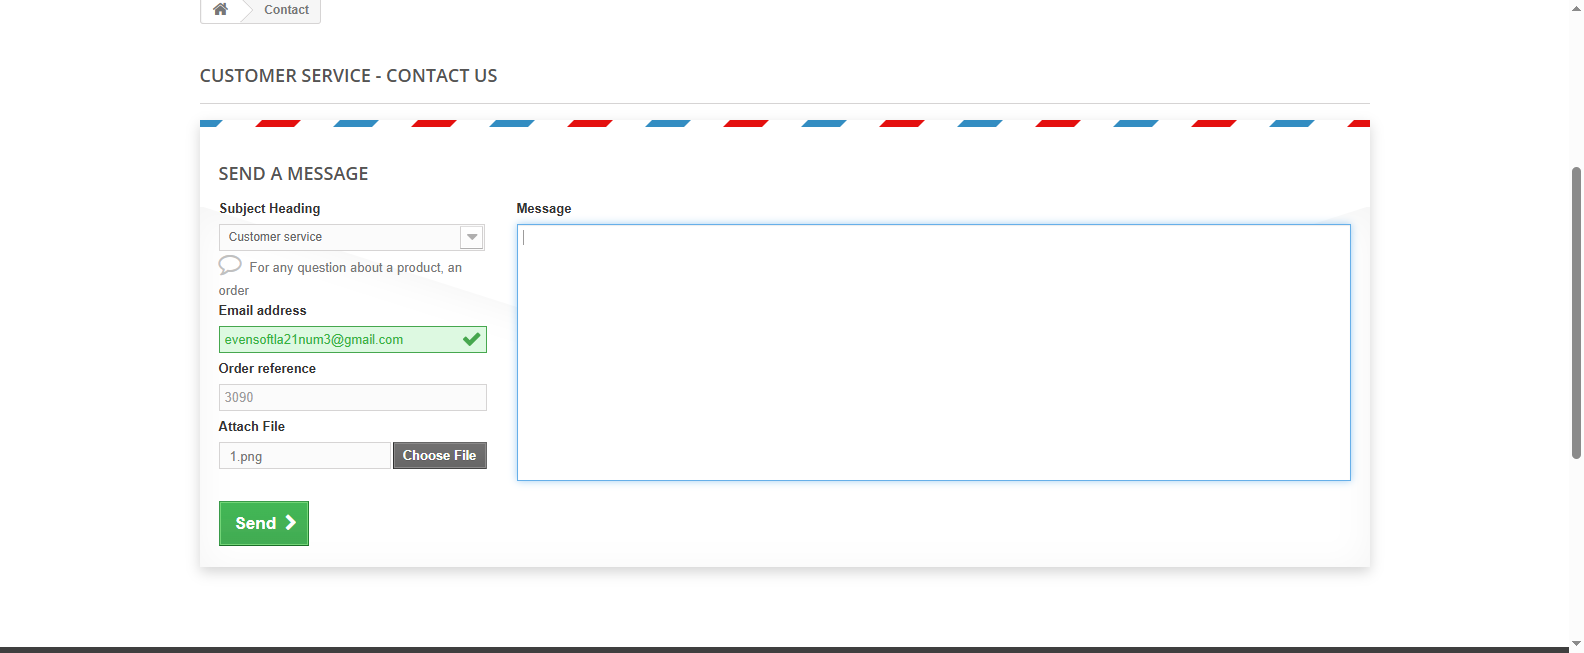 Contact
CUSTOMER SERVICE - CONTACT US
SEND A MESSAGE
Subject Heading
Customer service
For any question about a product, an
order
Email address
evensoftla21num3@gmail.com
Order reference
3090
Attach File
1.png
Choose File
Message
Send